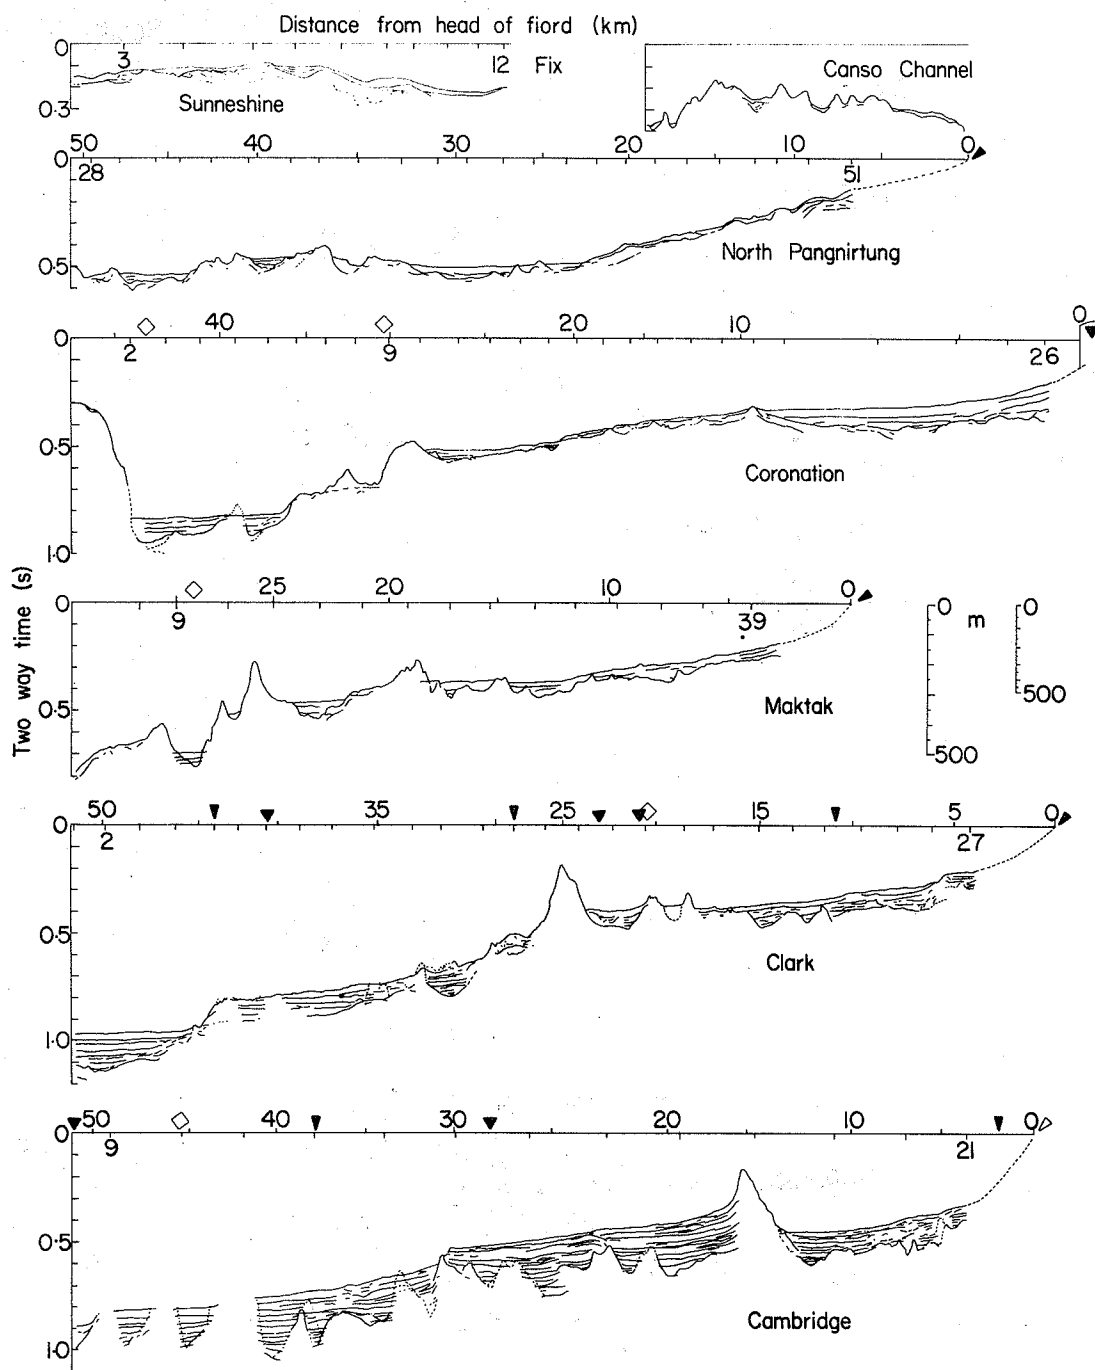 Distance from head of fiord (km)
0 3 12 Fix Canso Channel
0·3 Sunneshine
50 40 30 20 10 0
0
28 51
North Pangnirtung
0·5
40 20 10 0
0
2 9 26
0·5
Coronation
1·0
Two way time (s)
25 20 10 0
0 0 m 0
9 39
500
0·5 Maktak
500
50 35 25 15 5 0
0
2 27
0·5
Clark
1·0
50 40 30 20 10 0
0
9 21
0·5
Cambridge
1·0